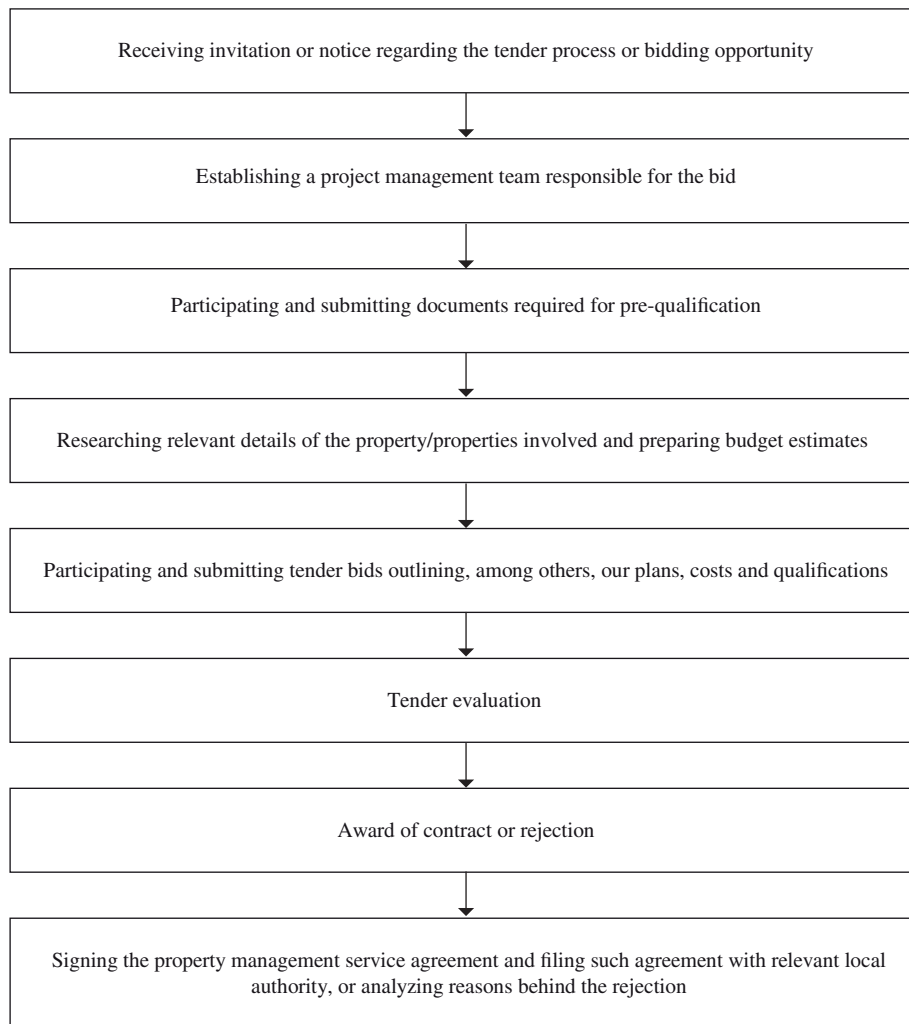 Receiving invitation or notice regarding the tender process or bidding opportunity
Establishing a project management team responsible for the bid
Participating and submitting documents required for pre-qualification
Researching relevant details of the property/properties involved and preparing budget estimates
Participating and submitting tender bids outlining, among others, our plans, costs and qualifications
Tender evaluation
Award of contract or rejection
Signing the property management service agreement and filing such agreement with relevant local
authority, or analyzing reasons behind the rejection